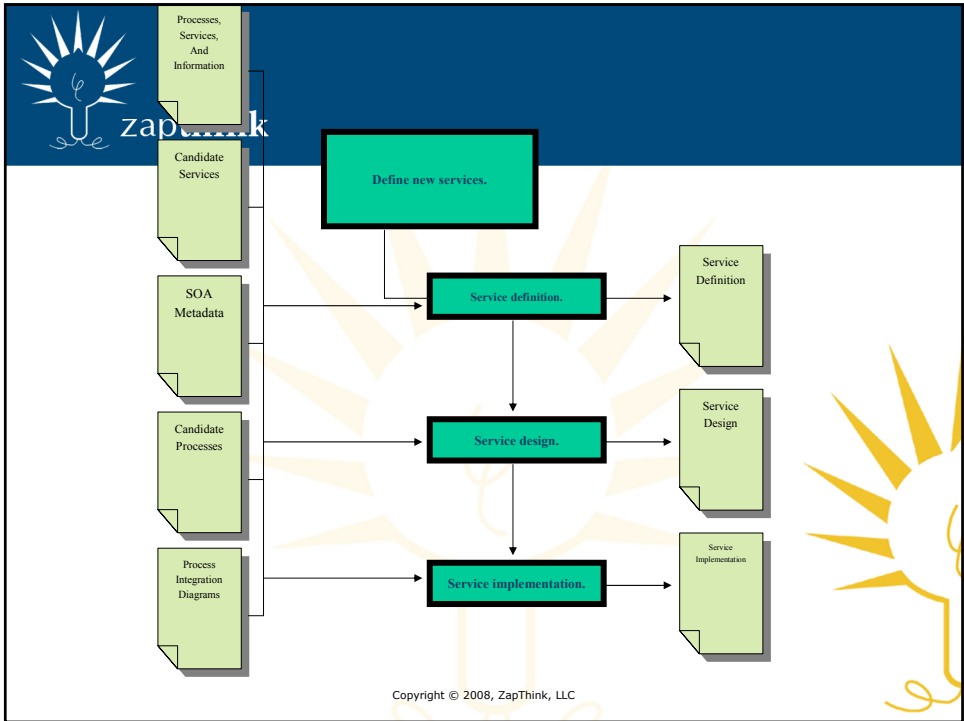 Processes,
Services,
And
Information
zapthink
Candidate
Services
Define new services.
SOA
Metadata
Service definition.
Service
Definition
Candidate
Processes
Service design.
Service
Design
Process
Integration
Diagrams
Service implementation.
Service
Implementation
Copyright © 2008, ZapThink, LLC